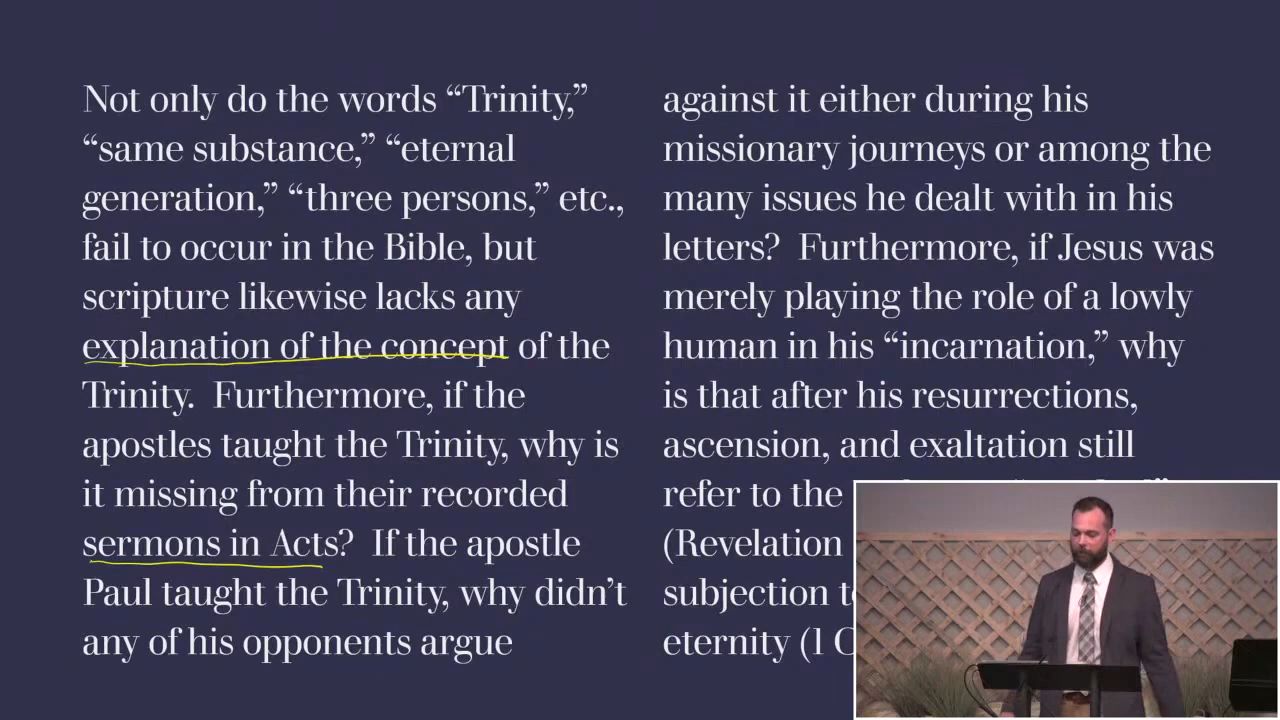 Not only do the words “Trinity,”
“same substance,” “eternal
generation,” “three persons,” etc.,
fail to occur in the Bible, but
scripture likewise lacks any
explanation of the concept of the
Trinity.  Furthermore, if the
apostles taught the Trinity, why is
it missing from their recorded
sermons in Acts?  If the apostle
Paul taught the Trinity, why didn’t
any of his opponents argue
against it either during his
missionary journeys or among the
many issues he dealt with in his
letters?  Furthermore, if Jesus was
merely playing the role of a lowly
human in his “incarnation,” why
is that after his resurrections,
ascension, and exaltation still
refer to the
(Revelation
subjection
eternity (1